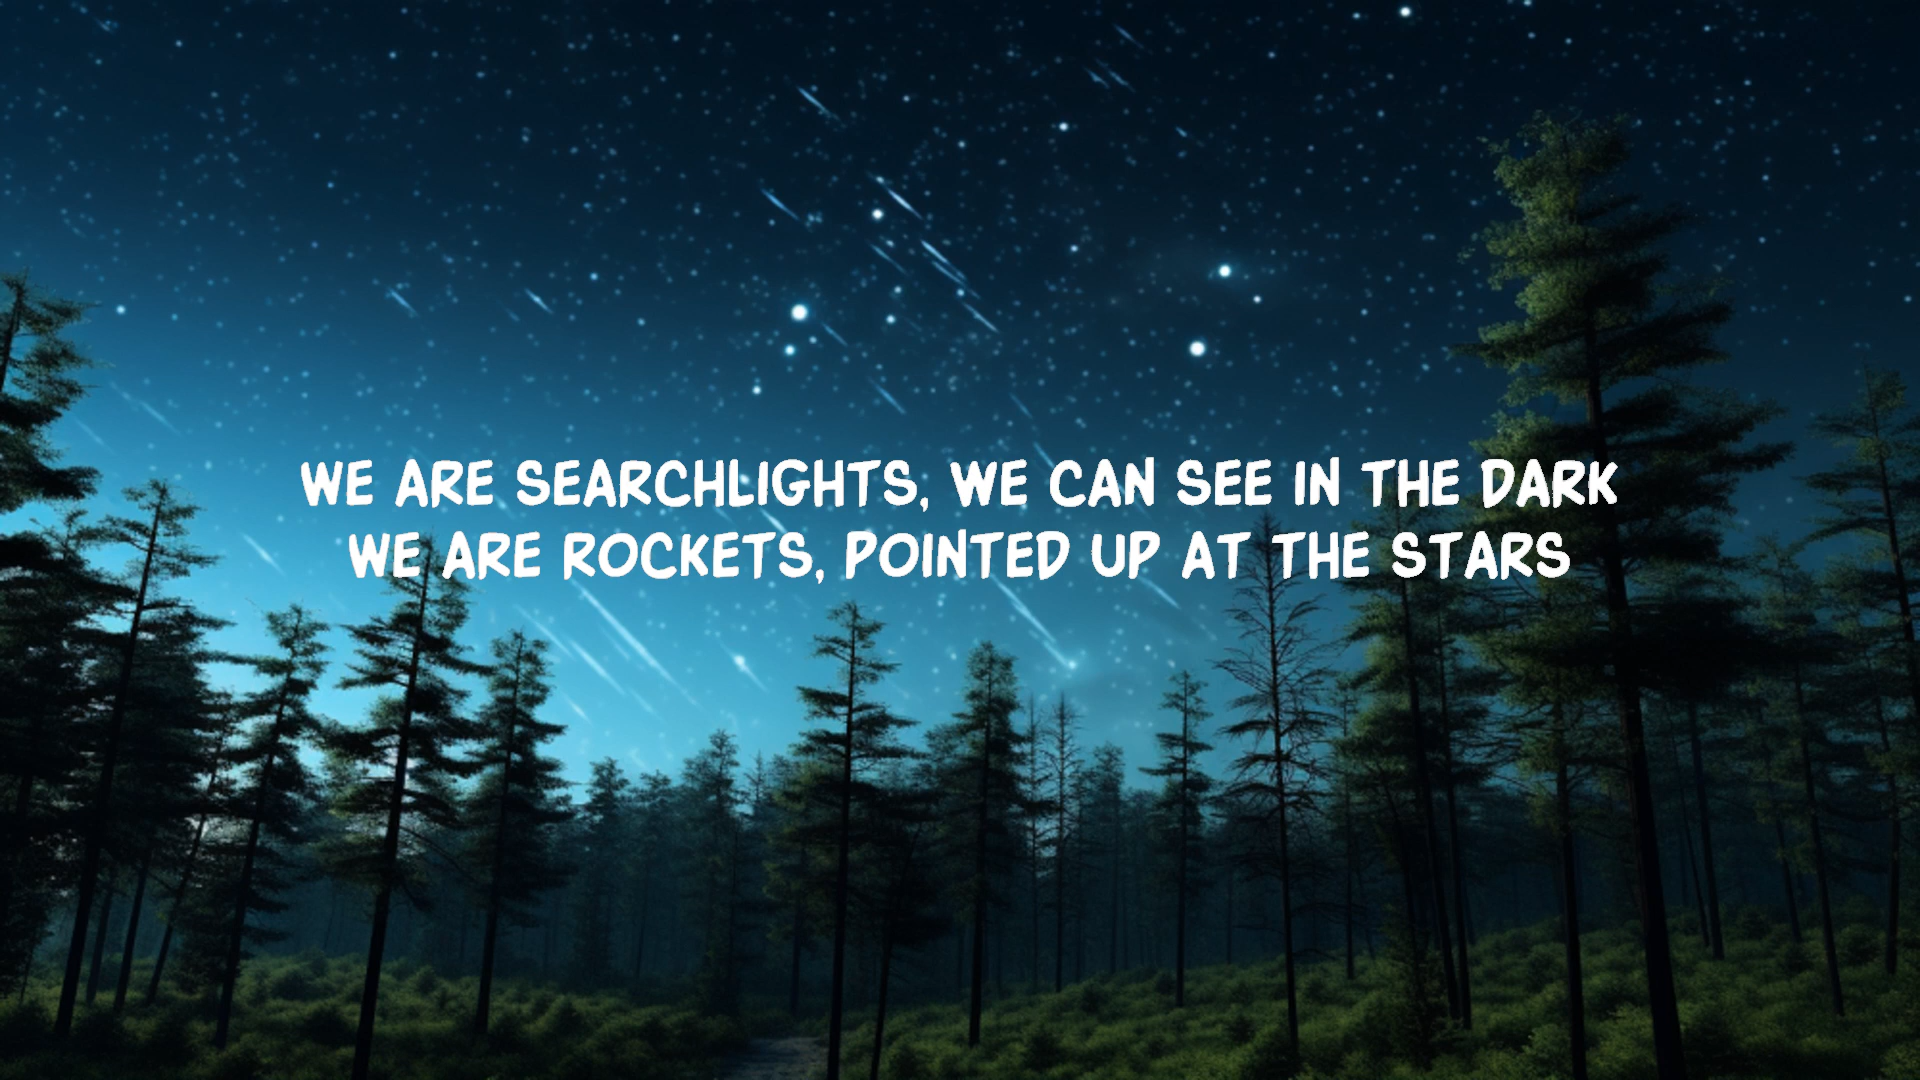 WE ARE SEARCHLIGHTS, WE CAN SEE IN THE DARK
WE ARE ROCKETS, POINTED UP AT THE STARS